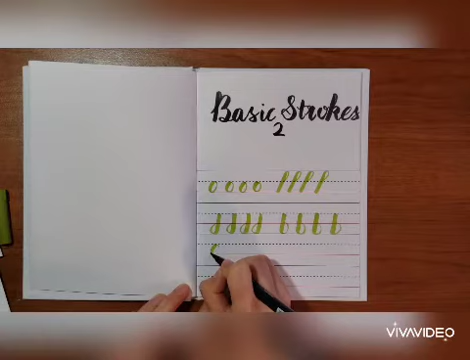 Basic Strokes
2
o o o o l l l l
d d d d b b b b
VIVAVIDEO